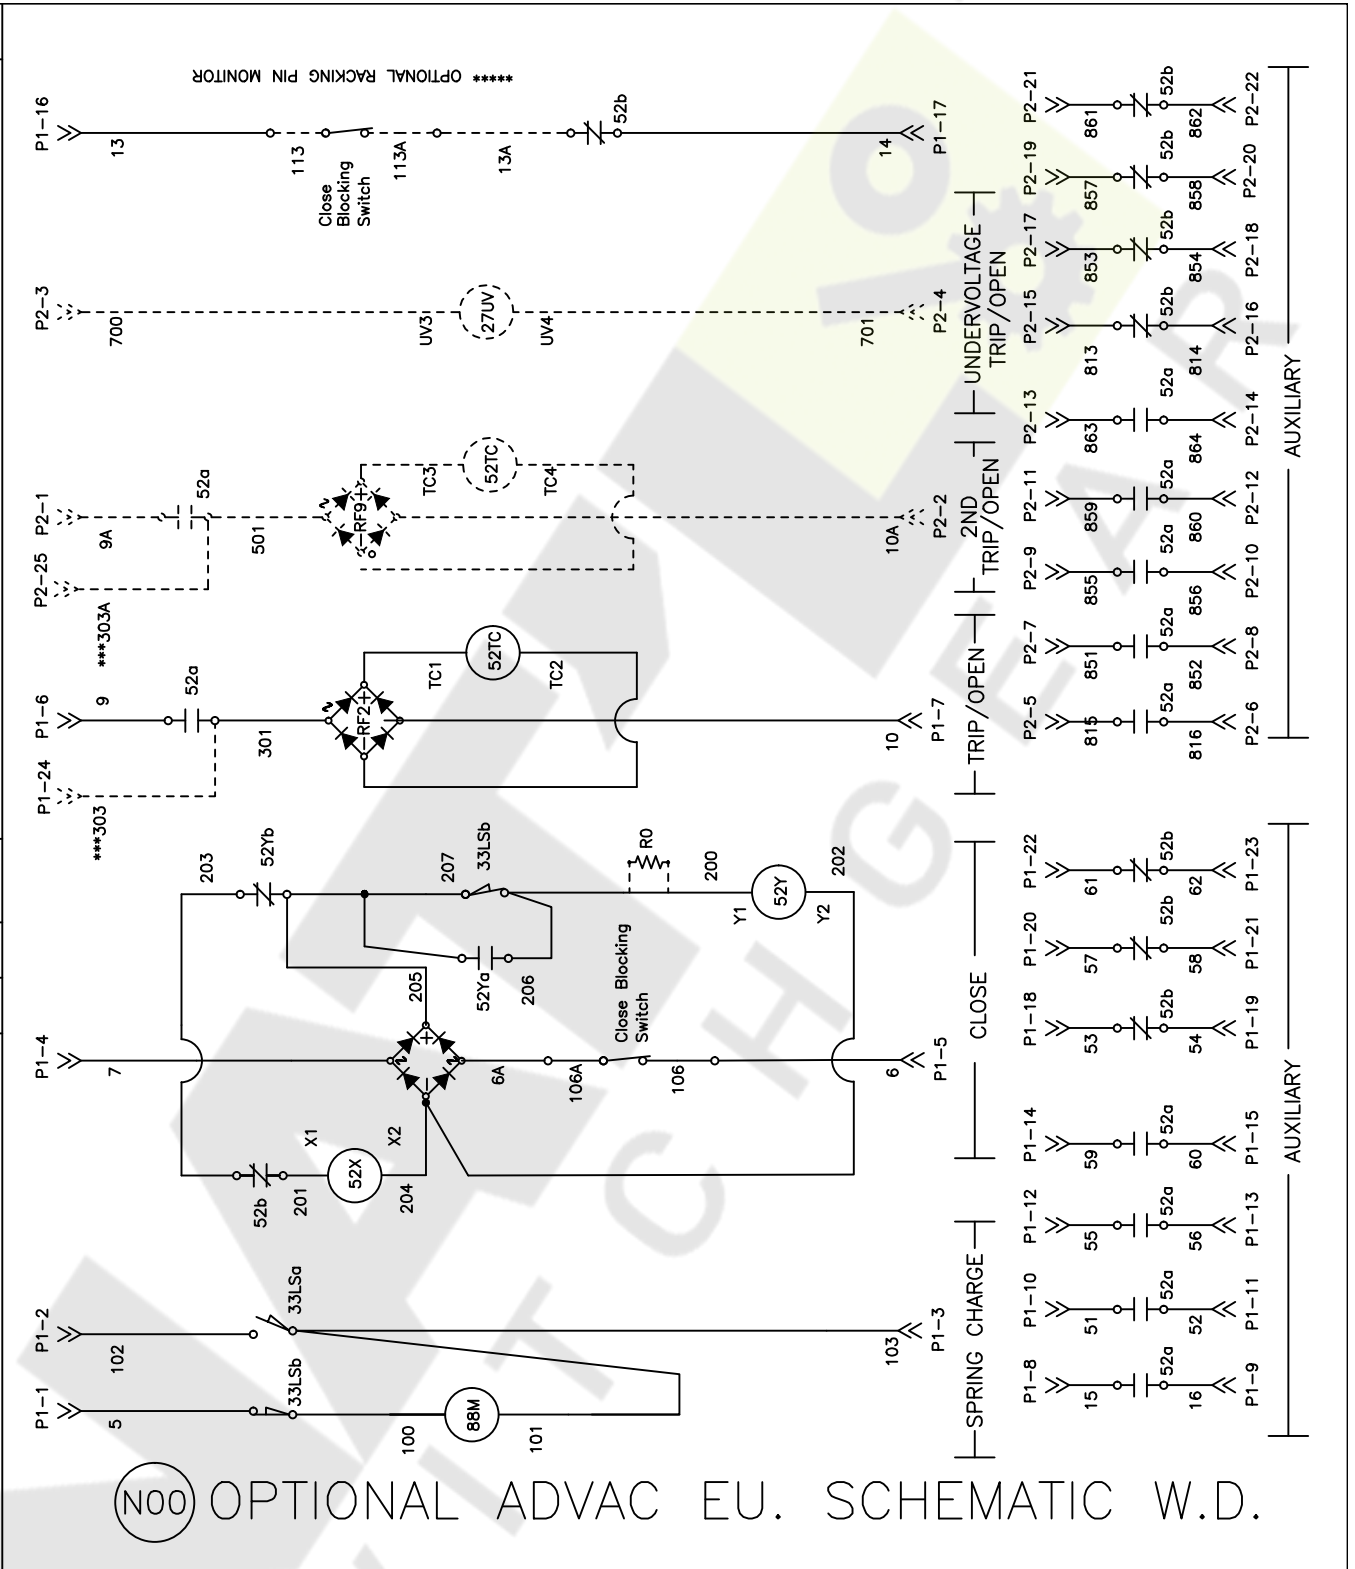 N00 OPTIONAL ADVAC EU. SCHEMATIC W.D.
***** OPTIONAL RACKING PIN MONITOR
P1-1
5
33LSb
100
88M
101
P1-2
102
33LSa
103
P1-3
SPRING CHARGE
P1-4
7
52b
201
X1
52X
X2
204
203
52Yb
205
207
33LSb
52Ya
206
6A
106A
Close Blocking
Switch
106
R0
200
Y1
52Y
Y2
202
6
P1-5
CLOSE
P1-24
***303
P1-6
9
52a
301
RF2
TC1
52TC
TC2
10
P1-7
TRIP/OPEN
P2-25
***303A
P2-1
9A
52a
501
RF9
TC3
52TC
TC4
10A
P2-2
2ND
TRIP/OPEN
P2-3
700
UV3
27UV
UV4
701
P2-4
UNDERVOLTAGE
TRIP/OPEN
P1-16
13
113
Close
Blocking
Switch
113A
13A
52b
14
P1-17
P1-8
15
52a
16
P1-9
P1-10
51
52a
52
P1-11
P1-12
55
52a
56
P1-13
P1-14
59
52a
60
P1-15
P1-18
53
52b
54
P1-19
P1-20
57
52b
58
P1-21
P1-22
61
52b
62
P1-23
AUXILIARY
P2-5
815
52a
816
P2-6
P2-7
851
52a
852
P2-8
P2-9
855
52a
856
P2-10
P2-11
859
52a
860
P2-12
P2-13
863
52a
864
P2-14
P2-15
813
52b
814
P2-16
P2-17
853
52b
854
P2-18
P2-19
857
52b
858
P2-20
P2-21
861
52b
862
P2-22
AUXILIARY